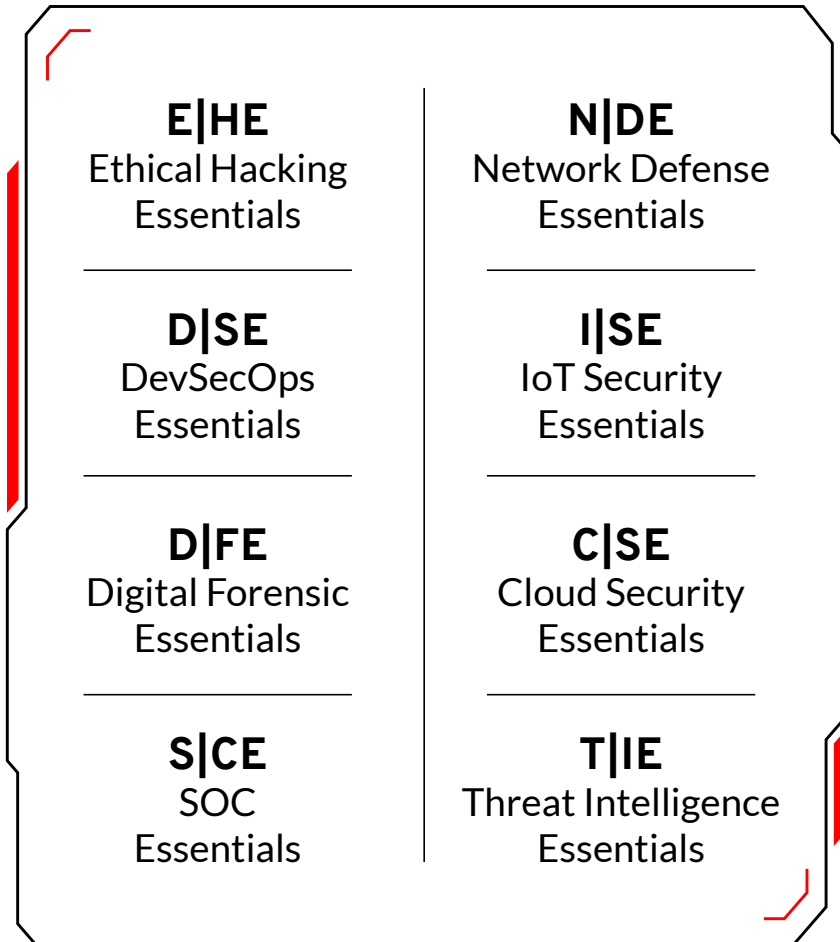 E|HE
Ethical Hacking
Essentials
N|DE
Network Defense
Essentials
D|SE
DevSecOps
Essentials
I|SE
IoT Security
Essentials
D|FE
Digital Forensic
Essentials
C|SE
Cloud Security
Essentials
S|CE
SOC
Essentials
T|IE
Threat Intelligence
Essentials